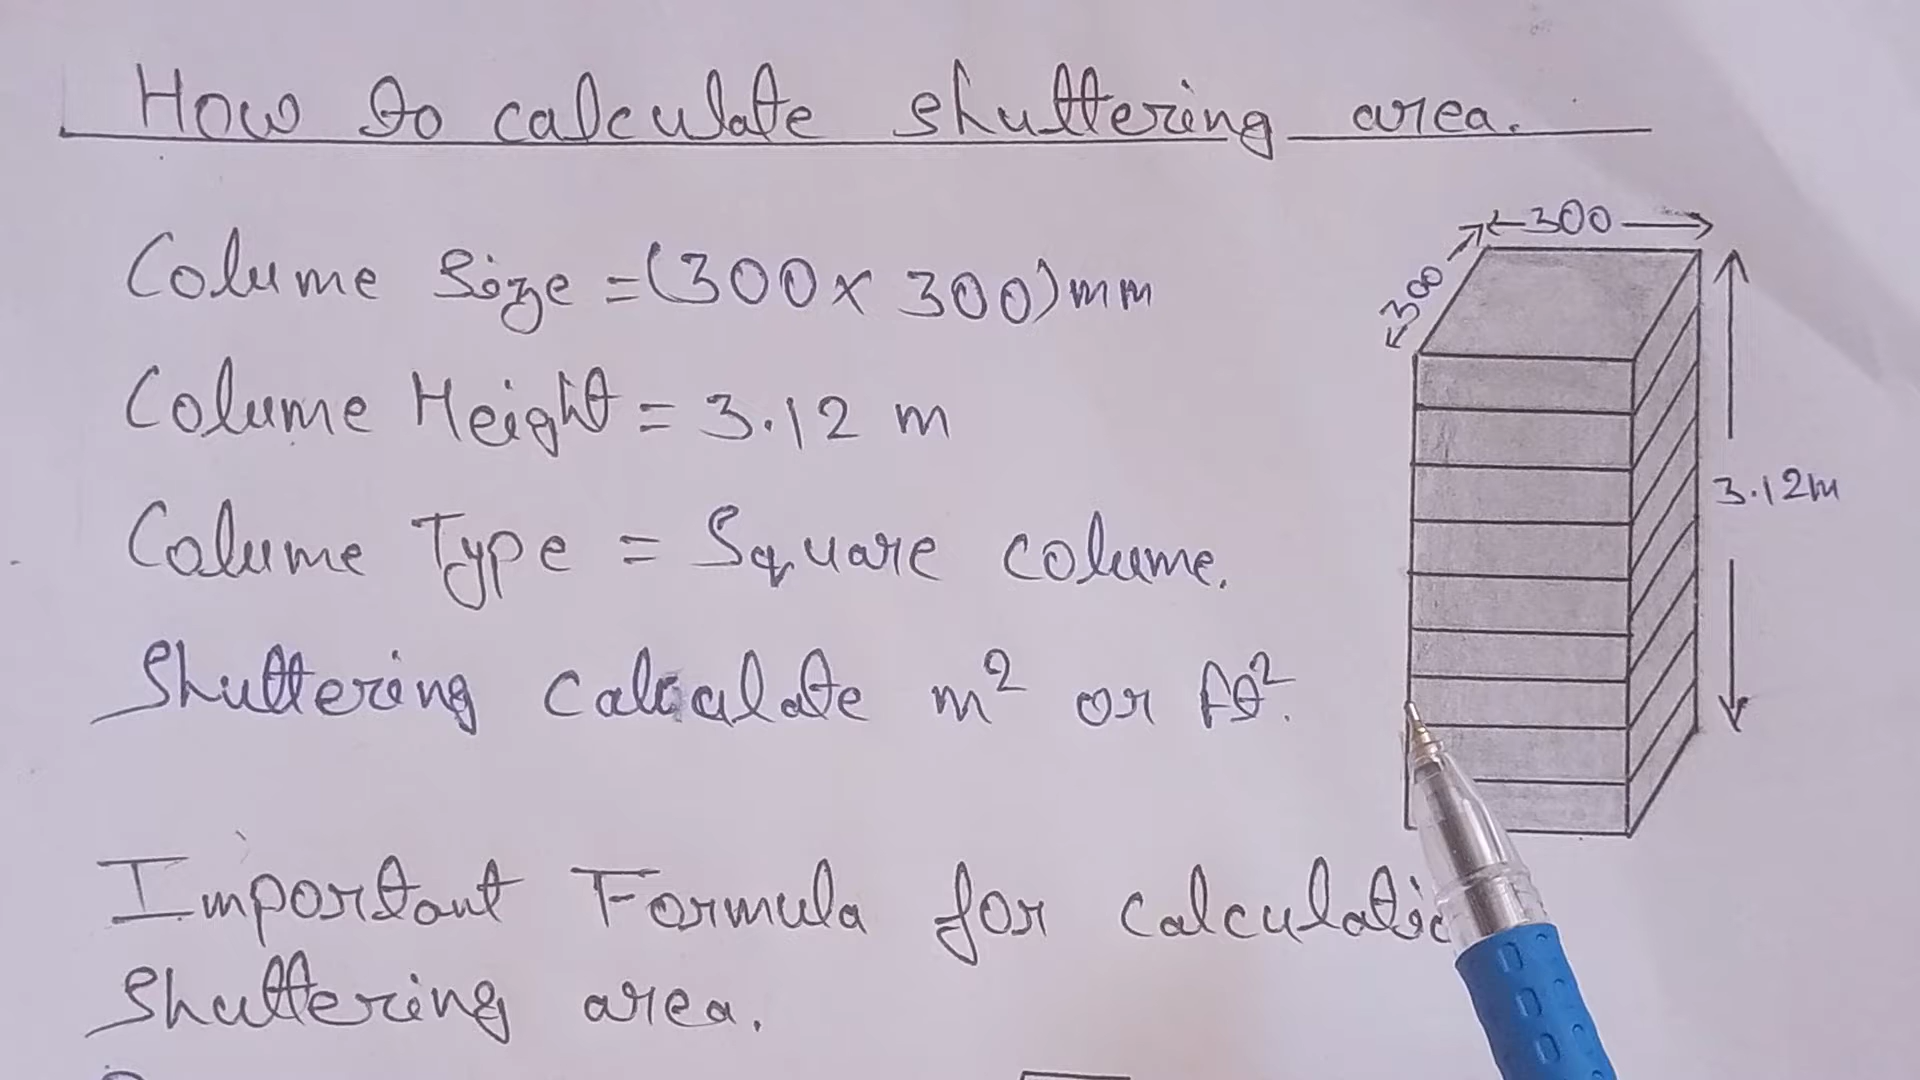 How to calculate shuttering area.
Colume Size = (300 x 300) mm
Colume Height = 3.12 m
Colume Type = Square colume.
Shuttering calculate m² or ft².
Important Formula for
shuttering area.
300
300
3.12m